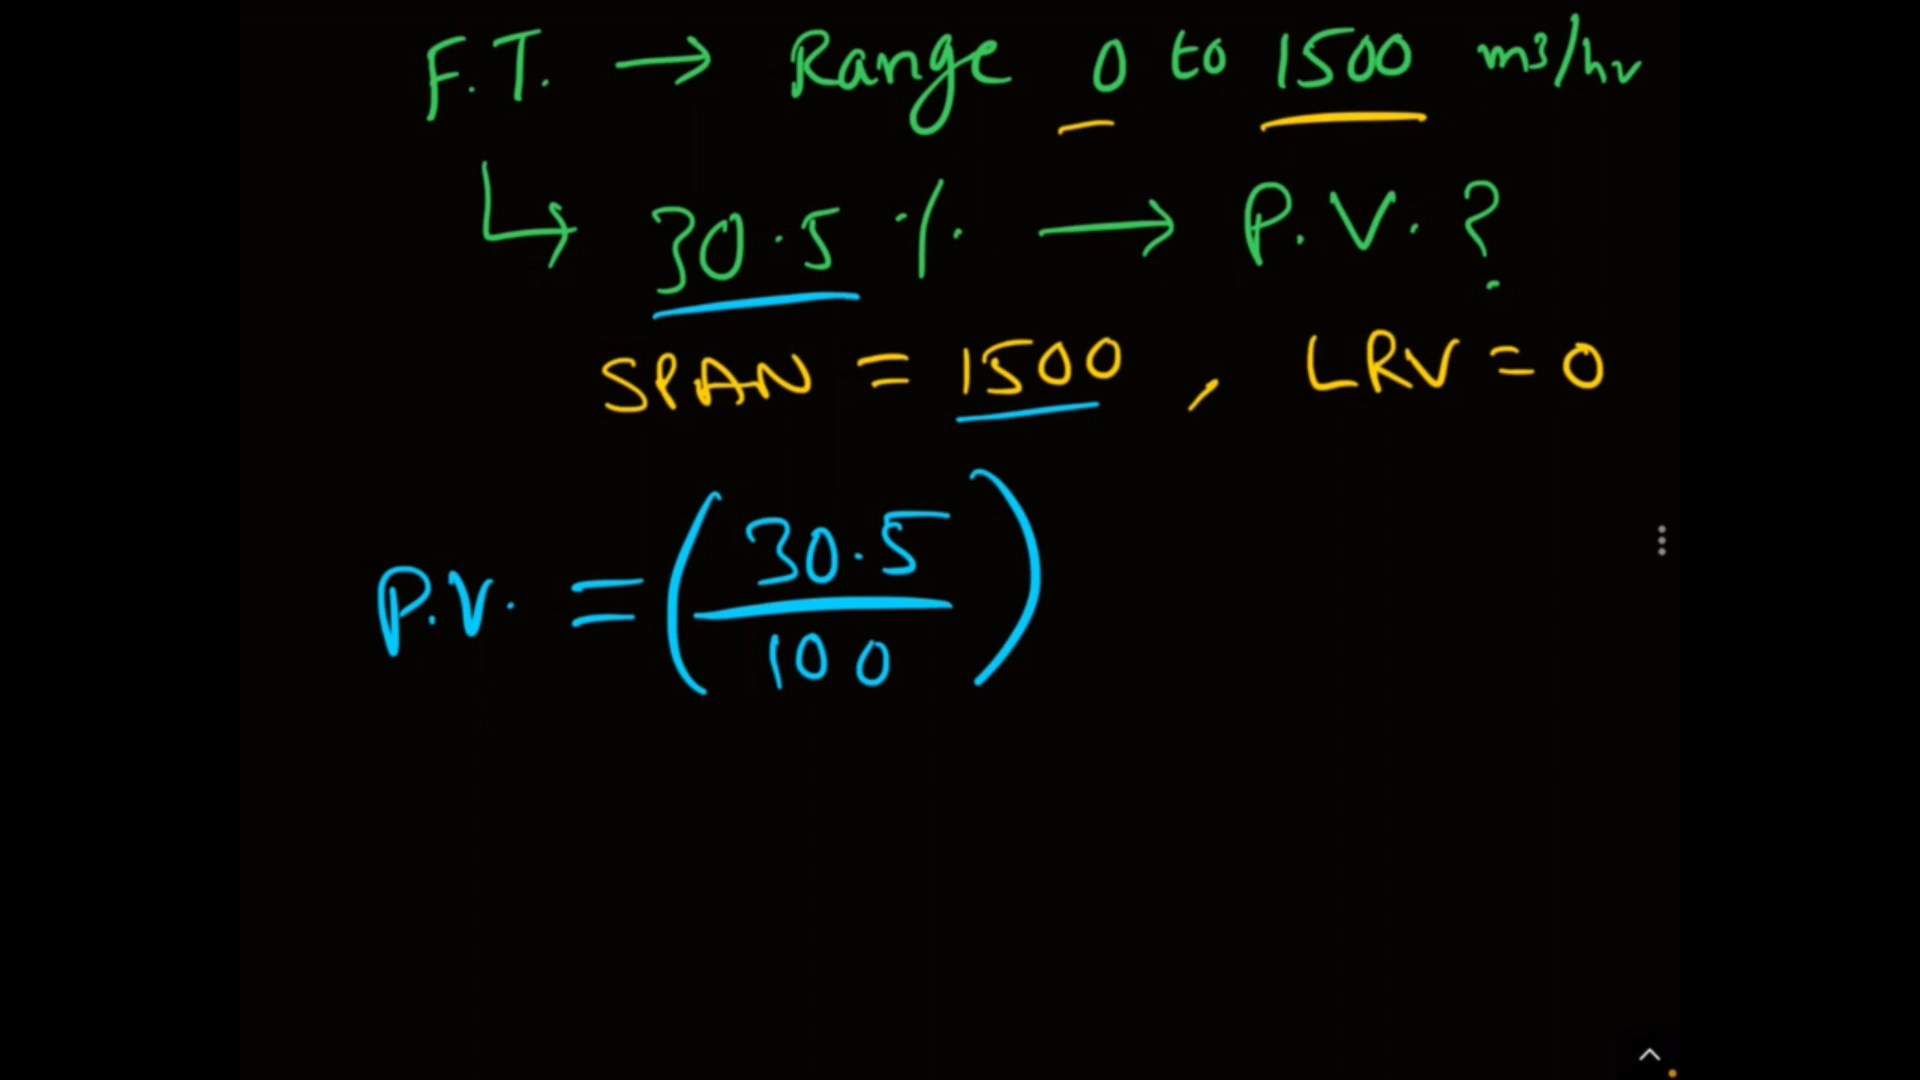 F.T. → Range 0 to 1500 m³/hr
↳ 30.5 % → P.V. ?
SPAN = 1500 , LRV = 0
P.V. = ( 30.5 / 100 )